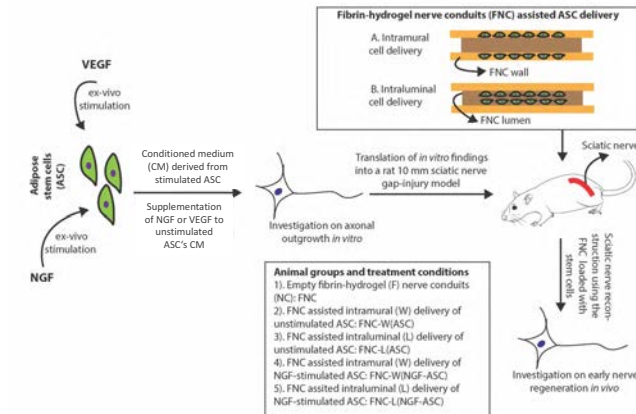 Fibrin-hydrogel nerve conduits (FNC) assisted ASC delivery
A. Intramural
cell delivery
FNC wall
B. Intraluminal
cell delivery
FNC lumen
VEGF
ex-vivo
stimulation
Adipose
stem cells
(ASC)
ex-vivo
stimulation
NGF
Conditioned medium
(CM) derived from
stimulated ASC
Supplementation
of NGF or VEGF to
unstimulated
ASC's CM
Investigation on axonal
outgrowth in vitro
Translation of in vitro findings
into a rat 10 mm sciatic nerve
gap-injury model
Sciatic nerve
Sciatic nerve recon-
struction using the
FNC loaded with
stem cells
Investigation on early nerve
regeneration in vivo
Animal groups and treatment conditions
1). Empty fibrin-hydrogel (F) nerve conduits
(NC): FNC
2). FNC assisted intramural (W) delivery of
unstimulated ASC: FNC-W(ASC)
3). FNC assisted intraluminal (L) delivery of
unstimulated ASC: FNC-L(ASC)
4). FNC assisted intramural (W) delivery of
NGF-stimulated ASC: FNC-W(NGF-ASC)
5). FNC assited intraluminal (L) delivery of
NGF-stimulated ASC: FNC-L(NGF-ASC)